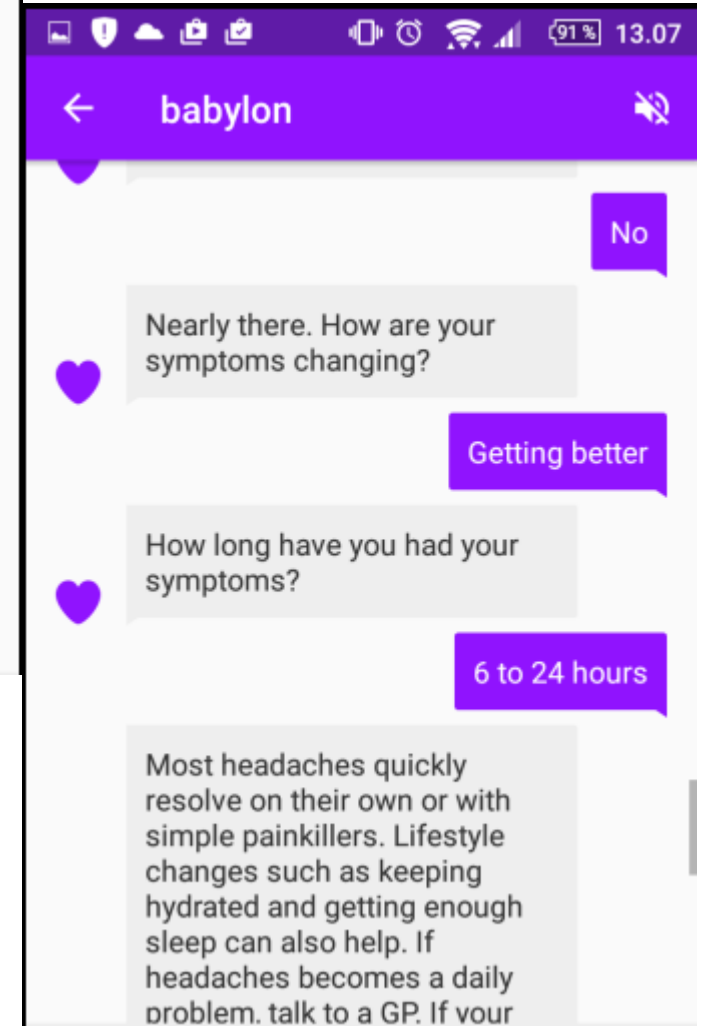 91 % 13.07
babylon
No
Nearly there. How are your
symptoms changing?
Getting better
How long have you had your
symptoms?
6 to 24 hours
Most headaches quickly
resolve on their own or with
simple painkillers. Lifestyle
changes such as keeping
hydrated and getting enough
sleep can also help. If
headaches becomes a daily
problem. talk to a GP. If your